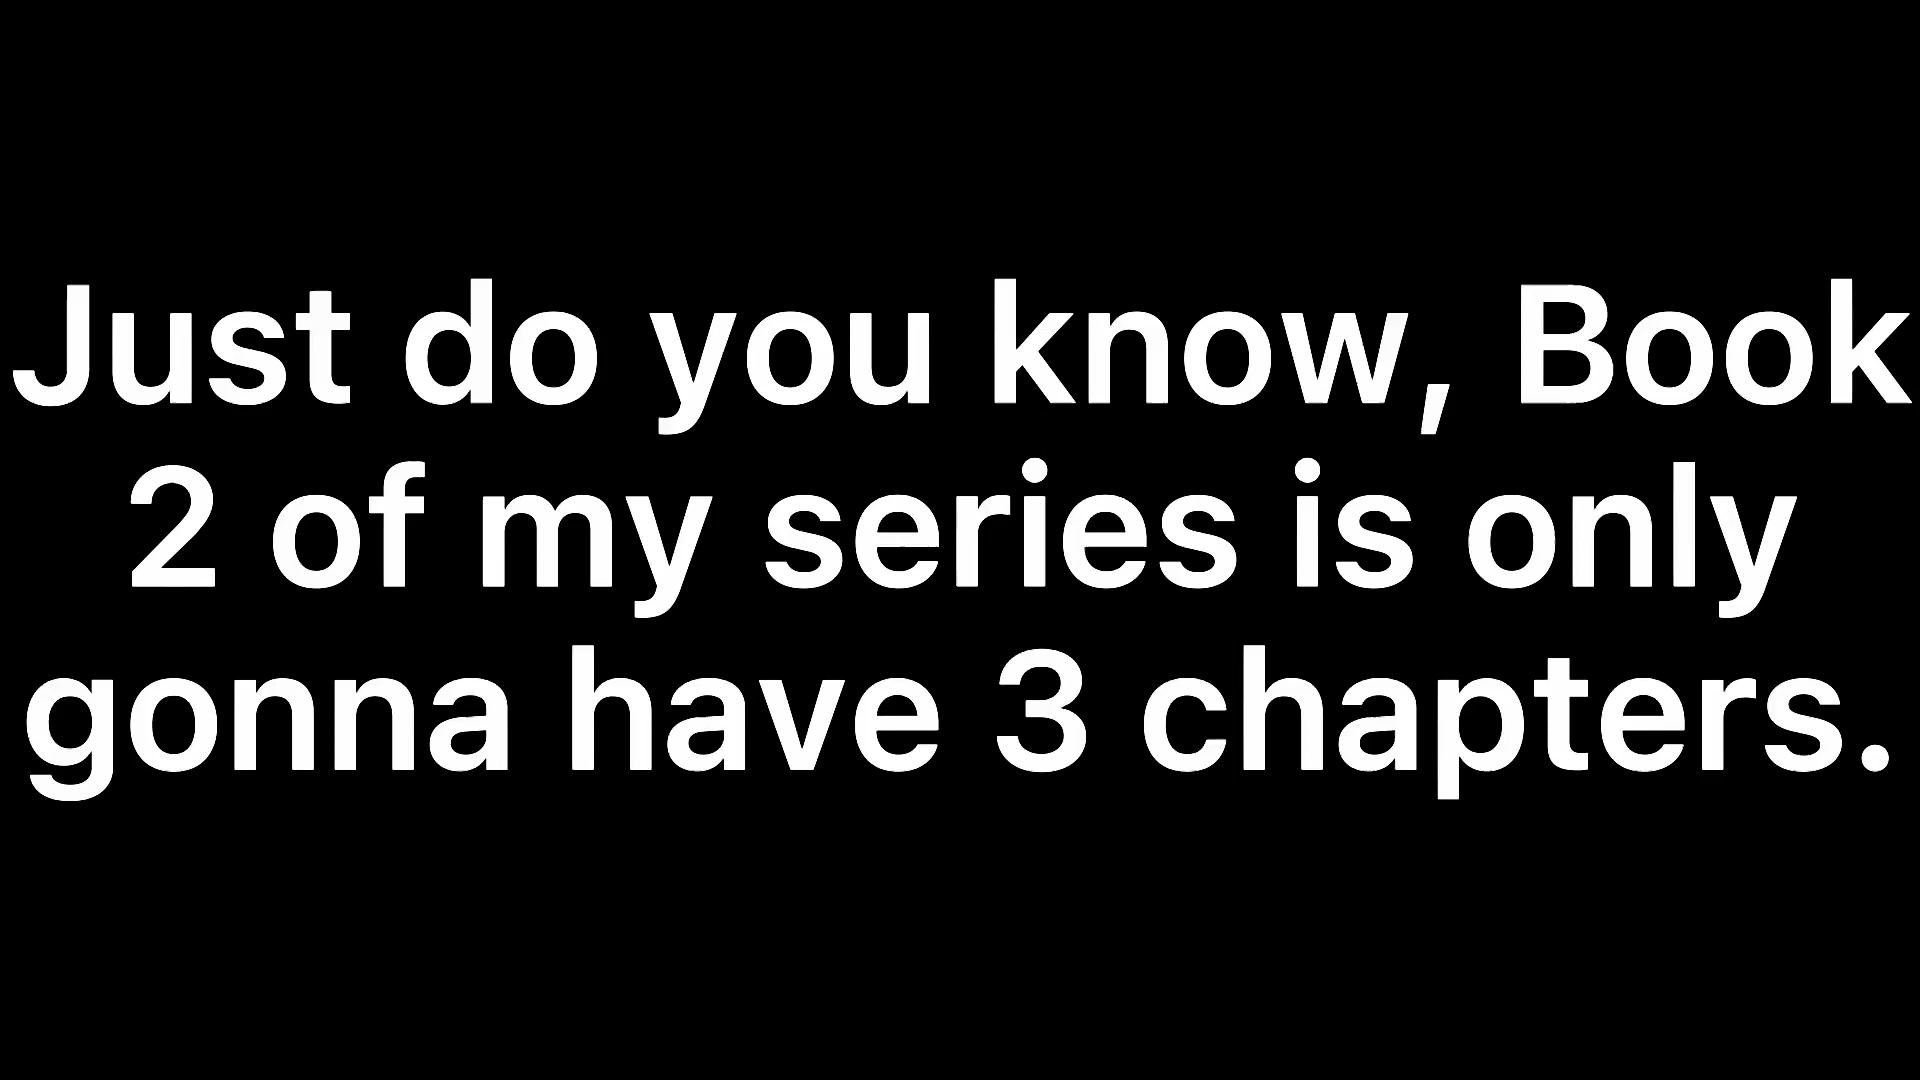 Just do you know, Book
2 of my series is only
gonna have 3 chapters.